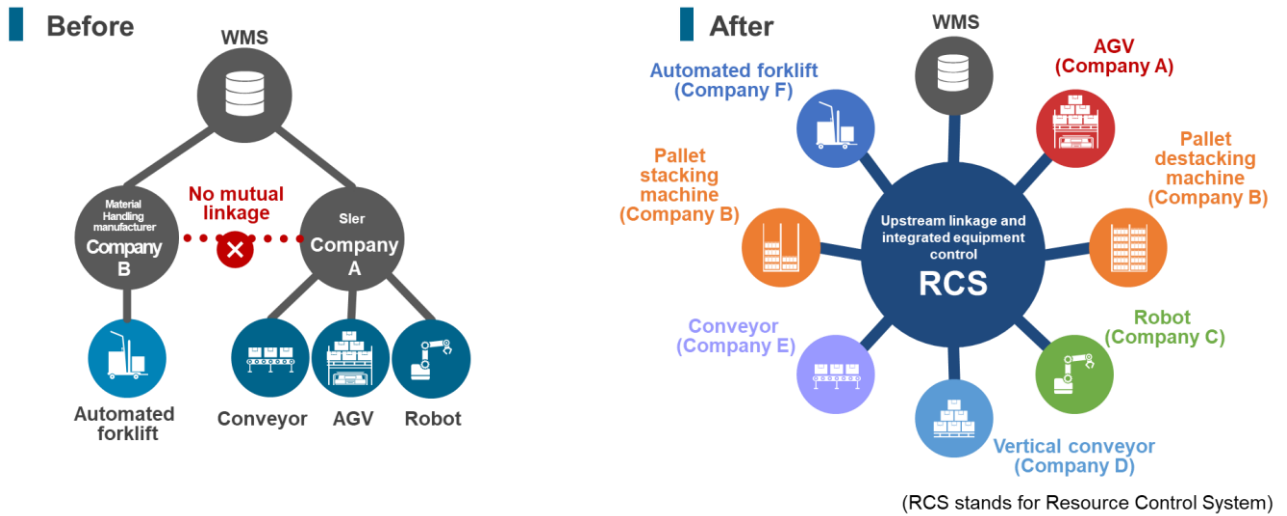 Before
WMS
No mutual
linkage
Material
Handling
manufacturer
Company
B
SIer
Company
A
Automated
forklift
Conveyor
AGV
Robot
After
WMS
AGV
(Company A)
Automated forklift
(Company F)
Pallet
destacking
machine
(Company B)
Pallet
stacking
machine
(Company B)
Upstream linkage and
integrated equipment
control
RCS
Conveyor
(Company E)
Robot
(Company C)
Vertical conveyor
(Company D)
(RCS stands for Resource Control System)